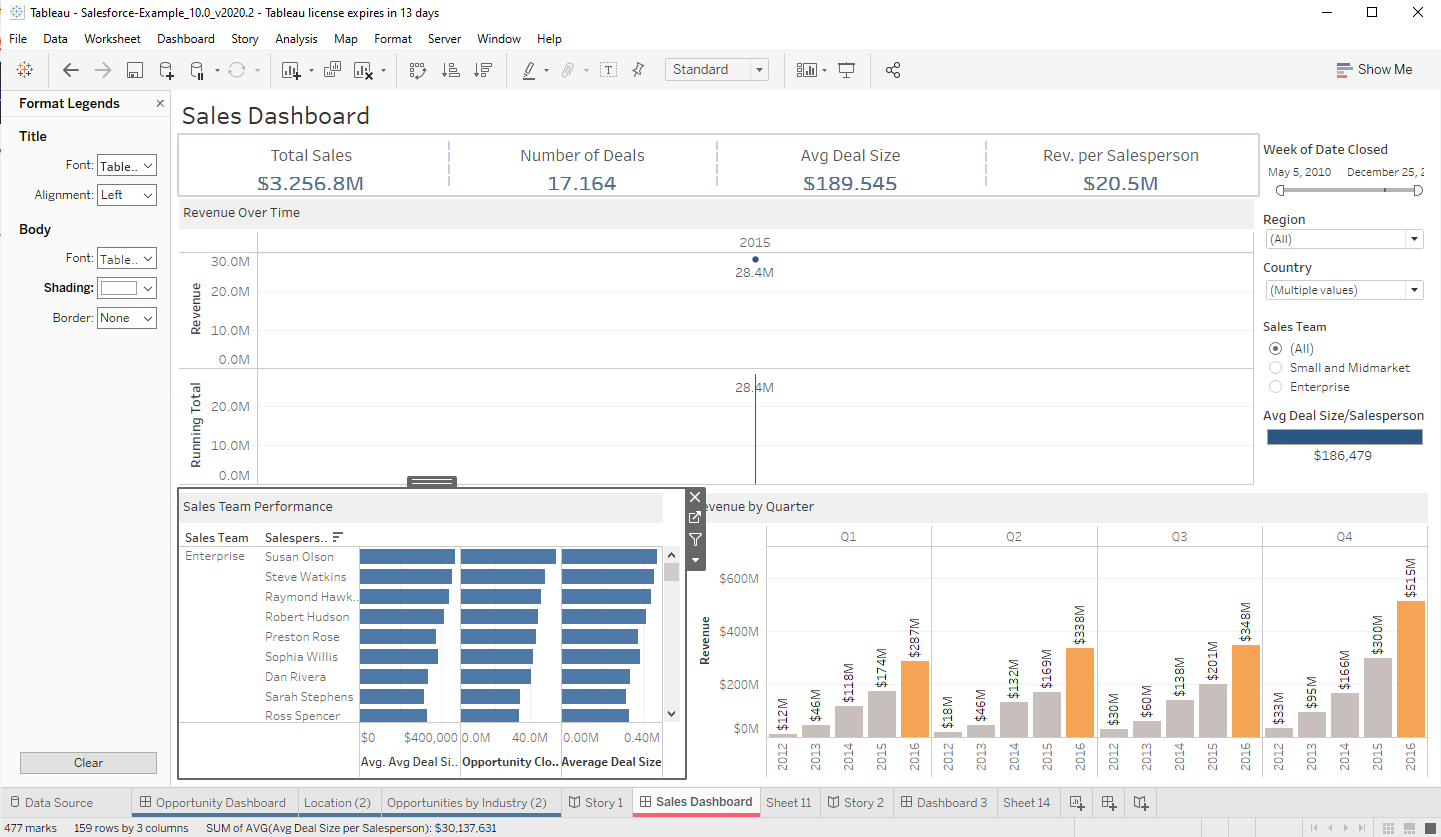 Tableau - Salesforce-Example_10.0_v2020.2 - Tableau license expires in 13 days
File Data Worksheet Dashboard Story Analysis Map Format Server Window Help
Standard
Show Me
Format Legends
Title
Font: Table..
Alignment: Left
Body
Font: Table..
Shading:
Border: None
Clear
Sales Dashboard
Total Sales Number of Deals Avg Deal Size Rev. per Salesperson
$3.256.8M 17.164 $189.545 $20.5M
Revenue Over Time
2015
Revenue
30.0M
20.0M
10.0M
0.0M
28.4M
Running Total
20.0M
10.0M
0.0M
28.4M
Week of Date Closed
May 5, 2010 December 25, 2
Region
(All)
Country
(Multiple values)
Sales Team
(All)
Small and Midmarket
Enterprise
Avg Deal Size/Salesperson
$186,479
Sales Team Performance
Sales Team Salespers..
Enterprise Susan Olson
Steve Watkins
Raymond Hawk..
Robert Hudson
Preston Rose
Sophia Willis
Dan Rivera
Sarah Stephens
Ross Spencer
$0 $400,000 0.0M 40.0M 0.00M 0.40M
Avg. Avg Deal Si.. Opportunity Clo.. Average Deal Size
evenue by Quarter
Q1 Q2 Q3 Q4
Revenue
$600M
$400M
$200M
$0M
$12M $46M $118M $174M $287M $18M $46M $132M $169M $338M $30M $60M $138M $201M $348M $33M $95M $166M $300M $515M
2012 2013 2014 2015 2016 2012 2013 2014 2015 2016 2012 2013 2014 2015 2016 2012 2013 2014 2015 2016
Data Source Opportunity Dashboard Location (2) Opportunities by Industry (2) Story 1 Sales Dashboard Sheet 11 Story 2 Dashboard 3 Sheet 14
477 marks 159 rows by 3 columns SUM of AVG(Avg Deal Size per Salesperson): $30,137,631